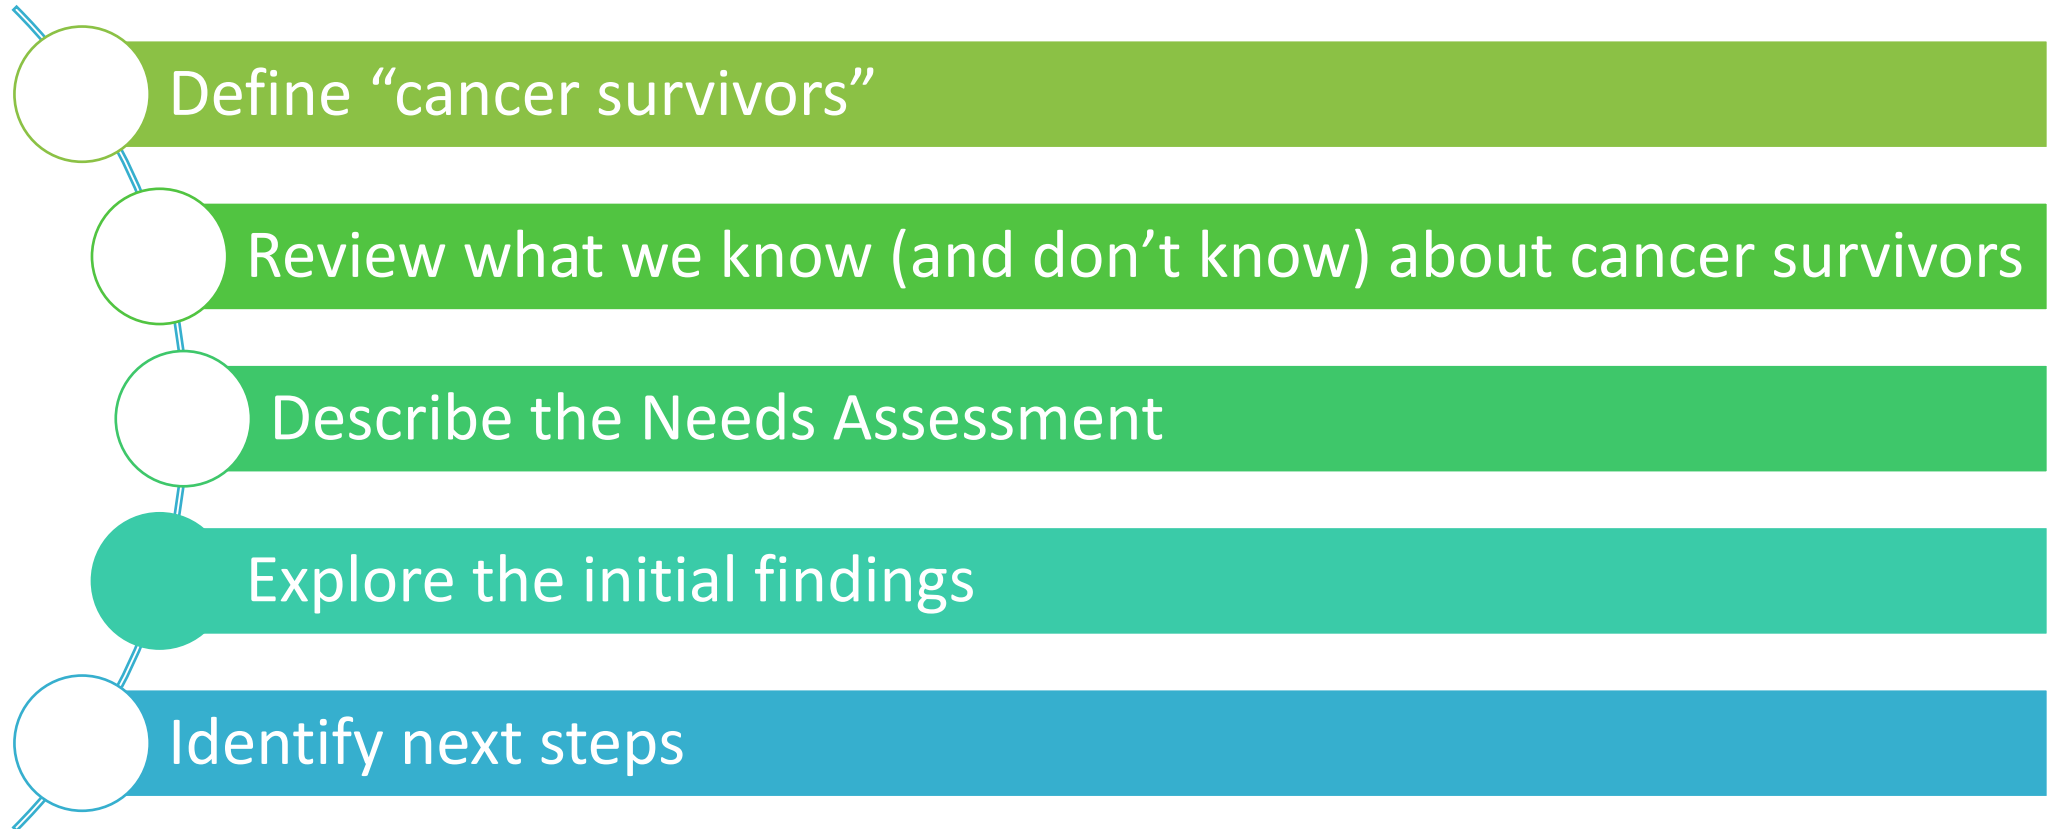 Define “cancer survivors”
Review what we know (and don’t know) about cancer survivors
Describe the Needs Assessment
Explore the initial findings
Identify next steps